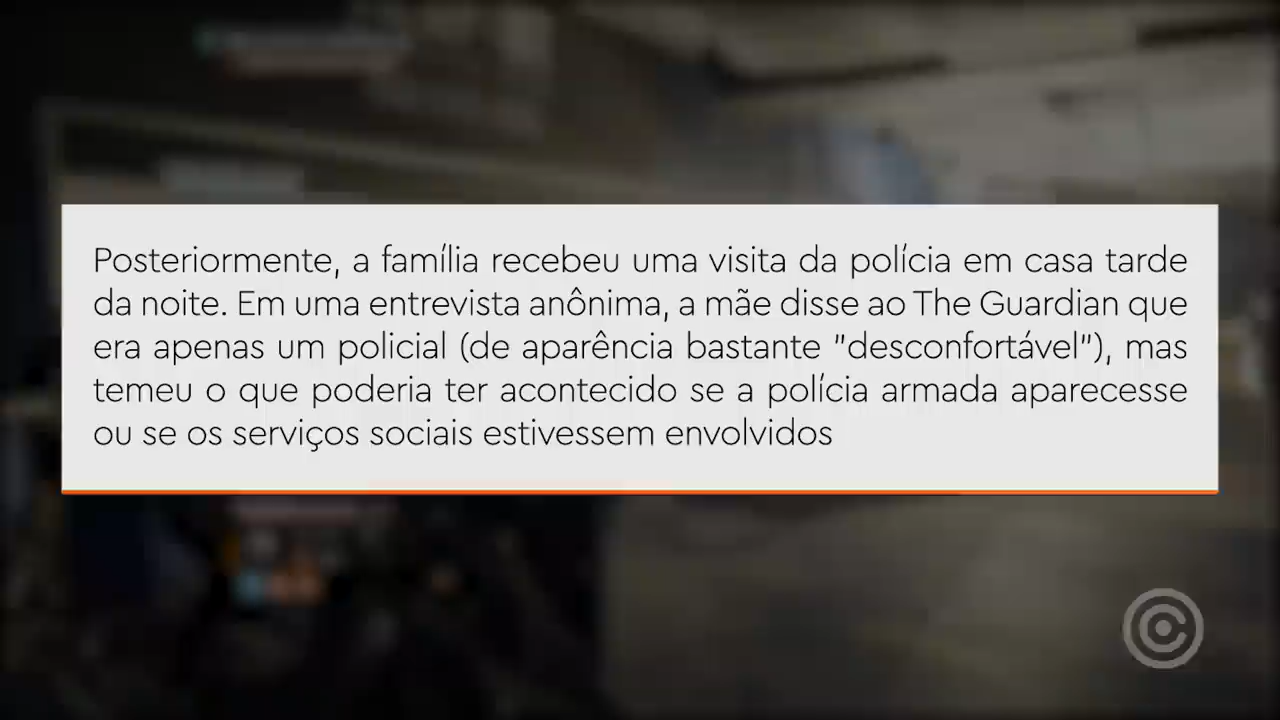 Posteriormente, a família recebeu uma visita da polícia em casa tarde
da noite. Em uma entrevista anônima, a mãe disse ao The Guardian que
era apenas um policial (de aparência bastante "desconfortável"), mas
temeu o que poderia ter acontecido se a polícia armada aparecesse
ou se os serviços sociais estivessem envolvidos